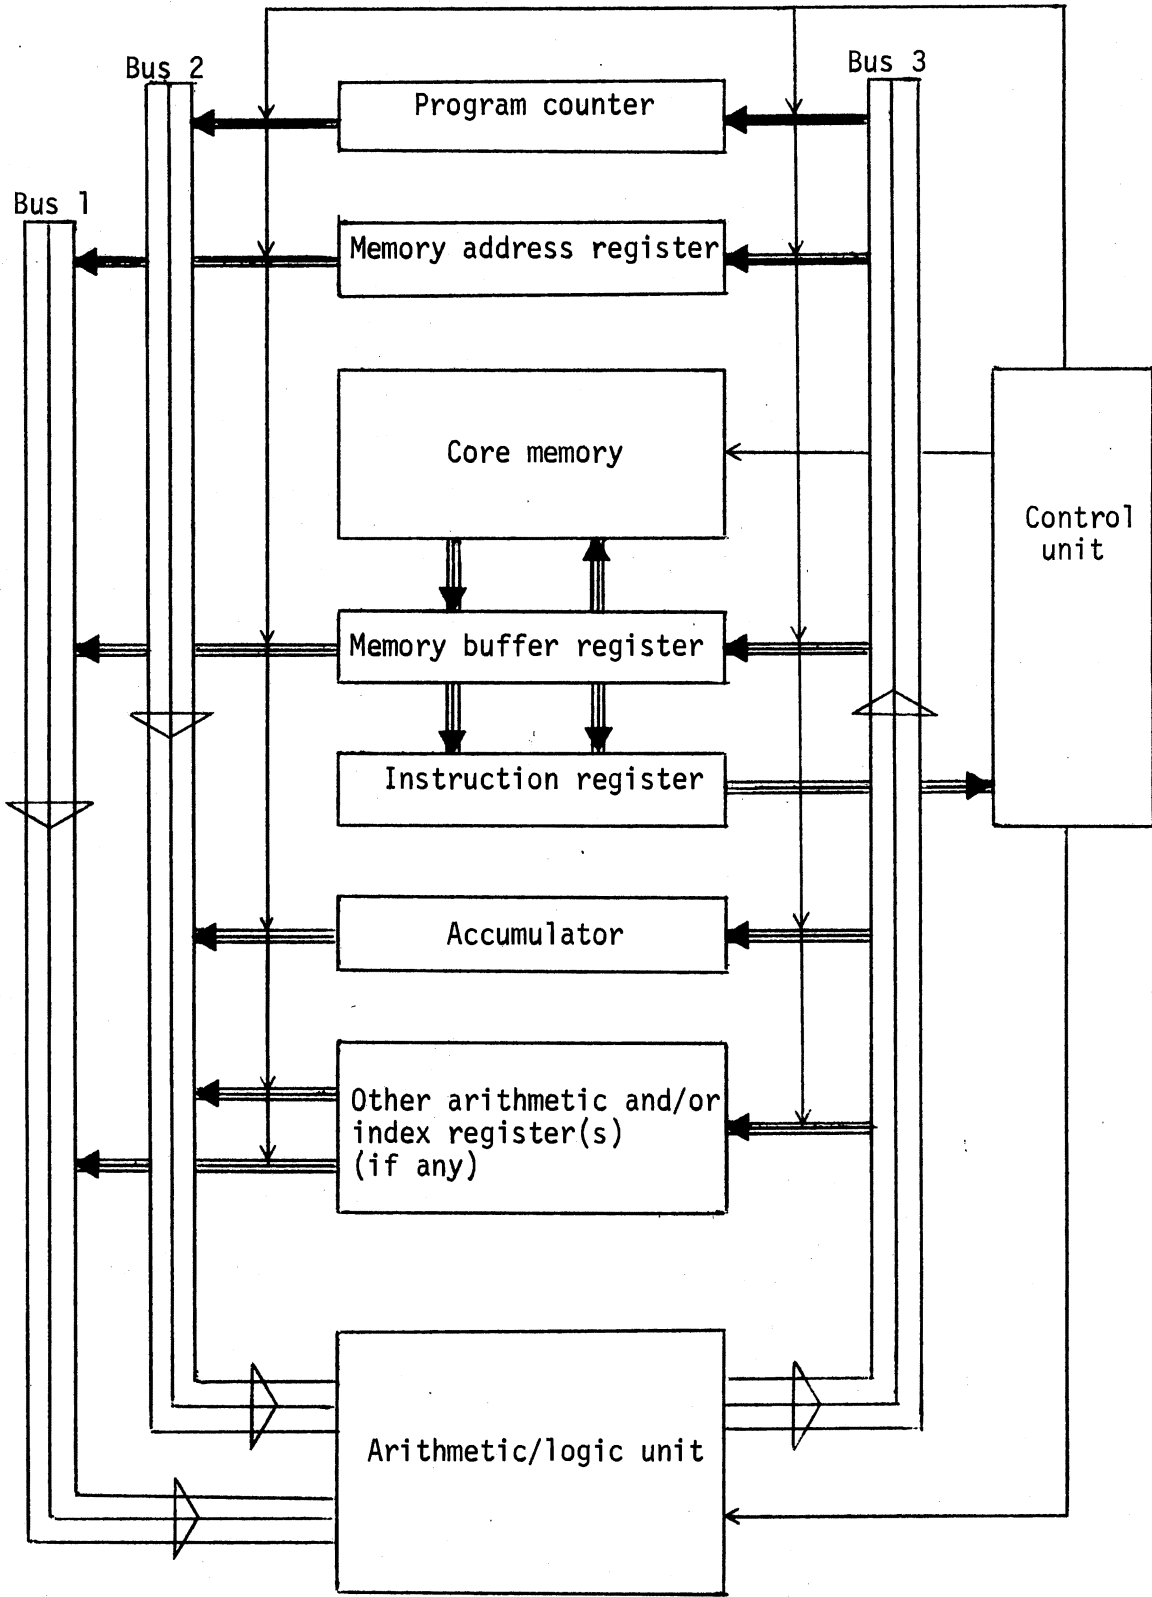 Bus 2
Bus 3
Program counter
Bus 1
Memory address register
Core memory
Control
unit
Memory buffer register
Instruction register
Accumulator
Other arithmetic and/or
index register(s)
(if any)
Arithmetic/logic unit